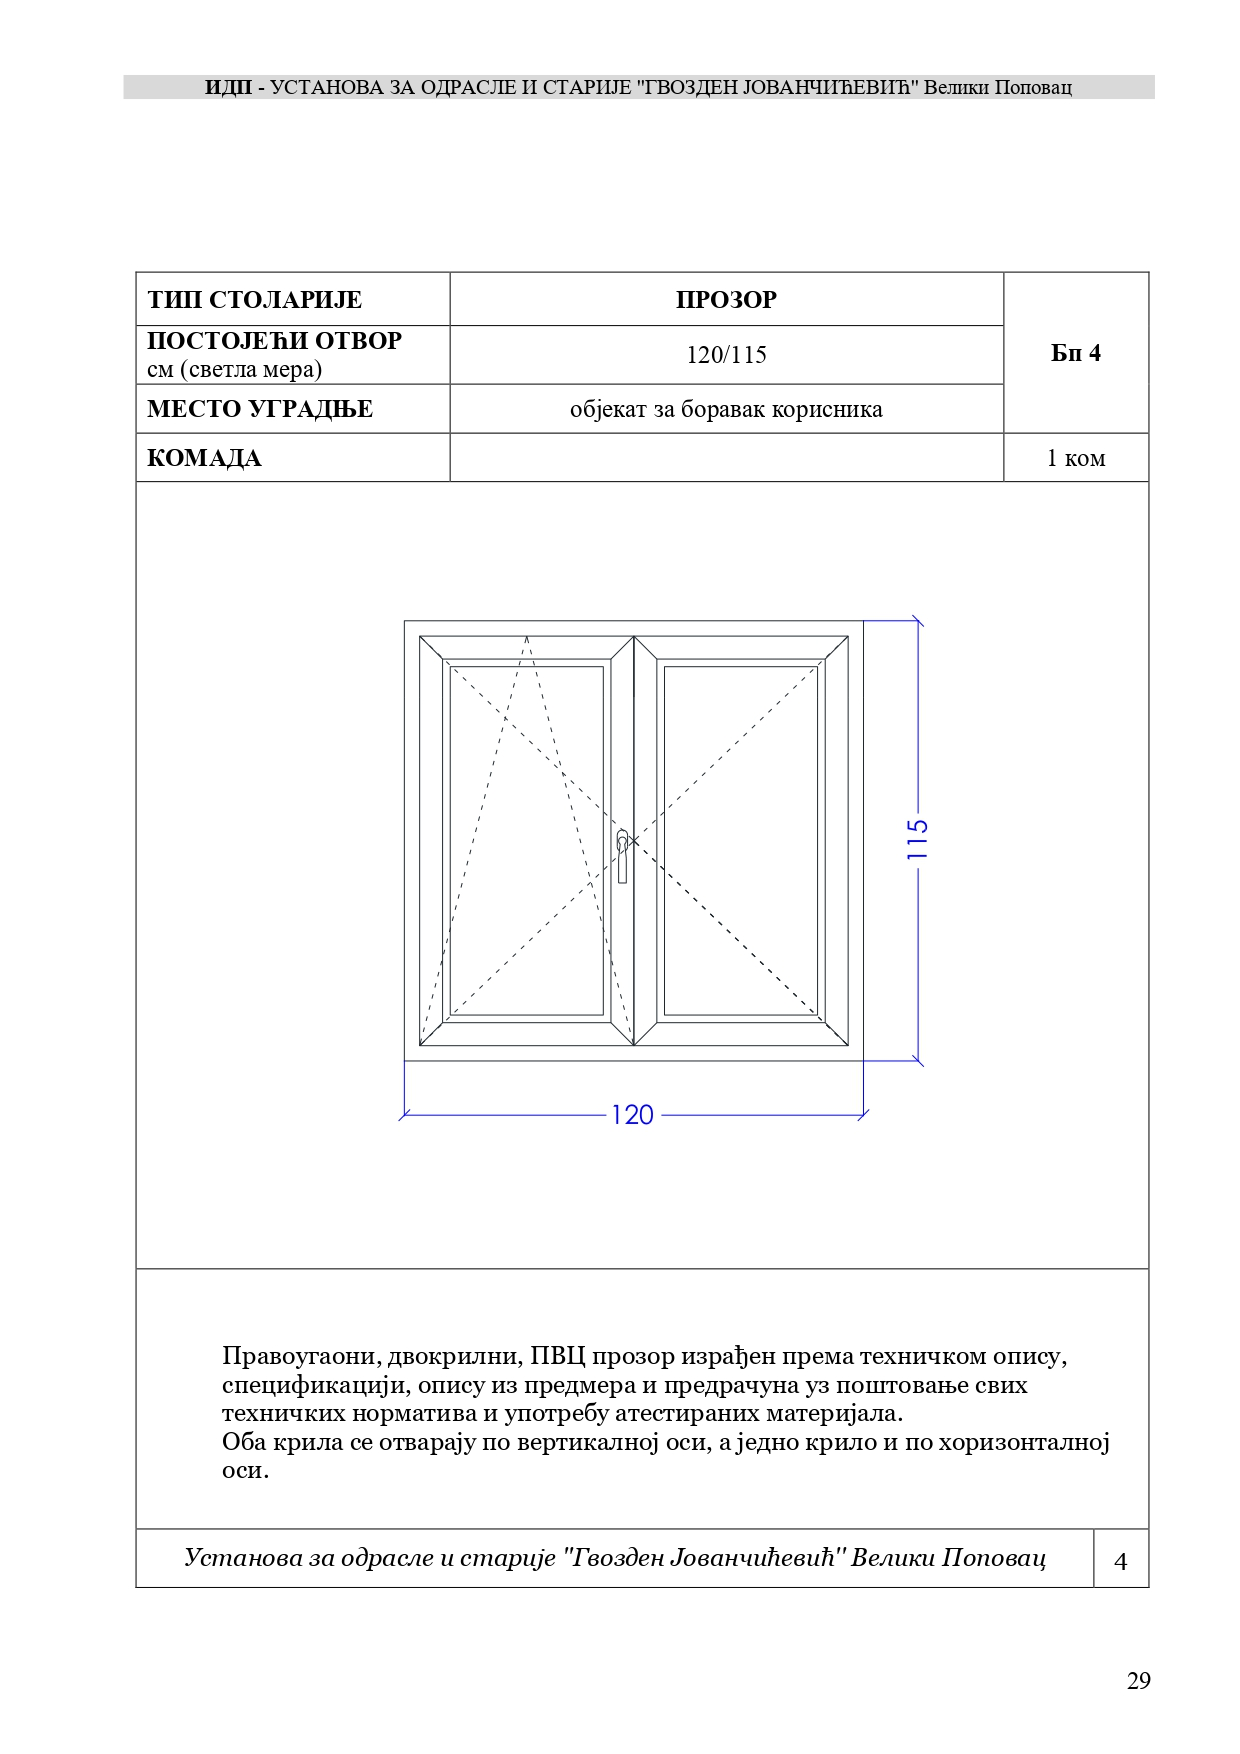 ИДП - УСТАНОВА ЗА ОДРАСЛЕ И СТАРИЈЕ "ГВОЗДЕН ЈОВАНЧИЋЕВИЋ" Велики Поповац
ТИП СТОЛАРИЈЕ
ПРОЗОР
ПОСТОЈЕЋИ ОТВОР
см (светла мера)
120/115
Бп 4
МЕСТО УГРАДЊЕ
објекат за боравак корисника
КОМАДА
1 ком
115
120
Правоугаони, двокрилни, ПВЦ прозор израђен према техничком опису,
спецификацији, опису из предмера и предрачуна уз поштовање свих
техничких норматива и употребу атестираних материјала.
Оба крила се отварају по вертикалној оси, а једно крило и по хоризонталној
оси.
Установа за одрасле и старије "Гвозден Јованчићевић" Велики Поповац
4
29